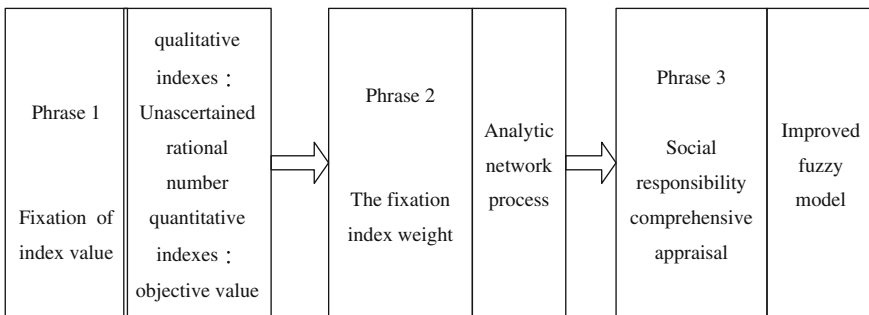 Phrase 1
Fixation of
index value
qualitative
indexes：
Unascertained
rational
number
quantitative
indexes：
objective value
Phrase 2
The fixation
index weight
Analytic
network
process
Phrase 3
Social
responsibility
comprehensive
appraisal
Improved
fuzzy
model